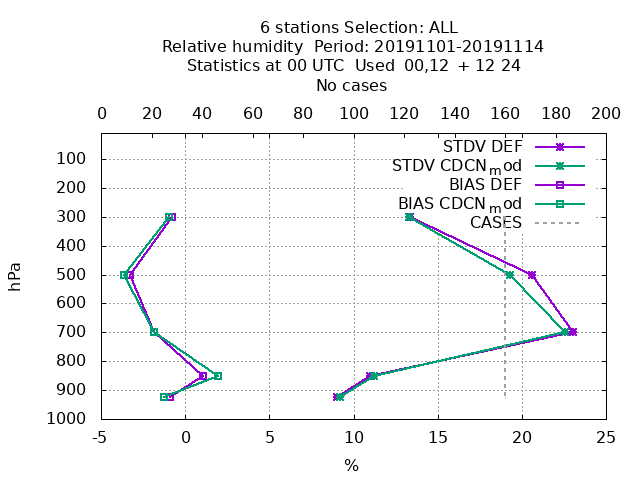 6 stations Selection: ALL
Relative humidity  Period: 20191101-20191114
Statistics at 00 UTC  Used  00,12  + 12 24
No cases
0 20 40 60 80 100 120 140 160 180 200
STDV DEF
STDV CDCNmod
BIAS DEF
BIAS CDCNmod
CASES
100
200
300
400
500
600
700
800
900
1000
hPa
-5 0 5 10 15 20 25
%